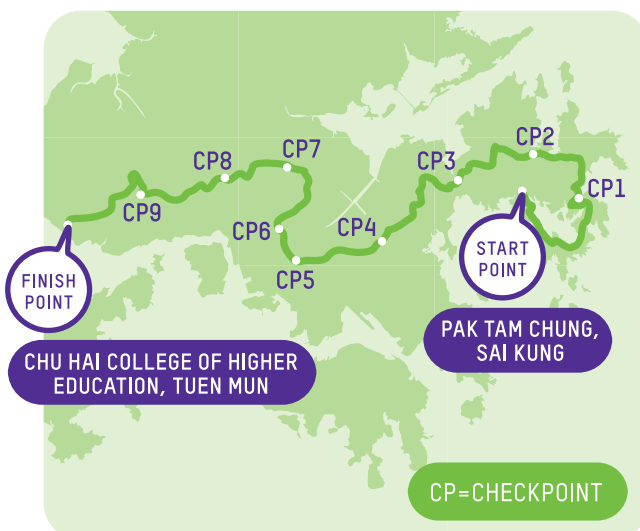 CP7
CP2
CP8
CP3
CP1
CP9
CP6
CP4
CP5
START
POINT
FINISH
POINT
PAK TAM CHUNG,
SAI KUNG
CHU HAI COLLEGE OF HIGHER
EDUCATION, TUEN MUN
CP=CHECKPOINT